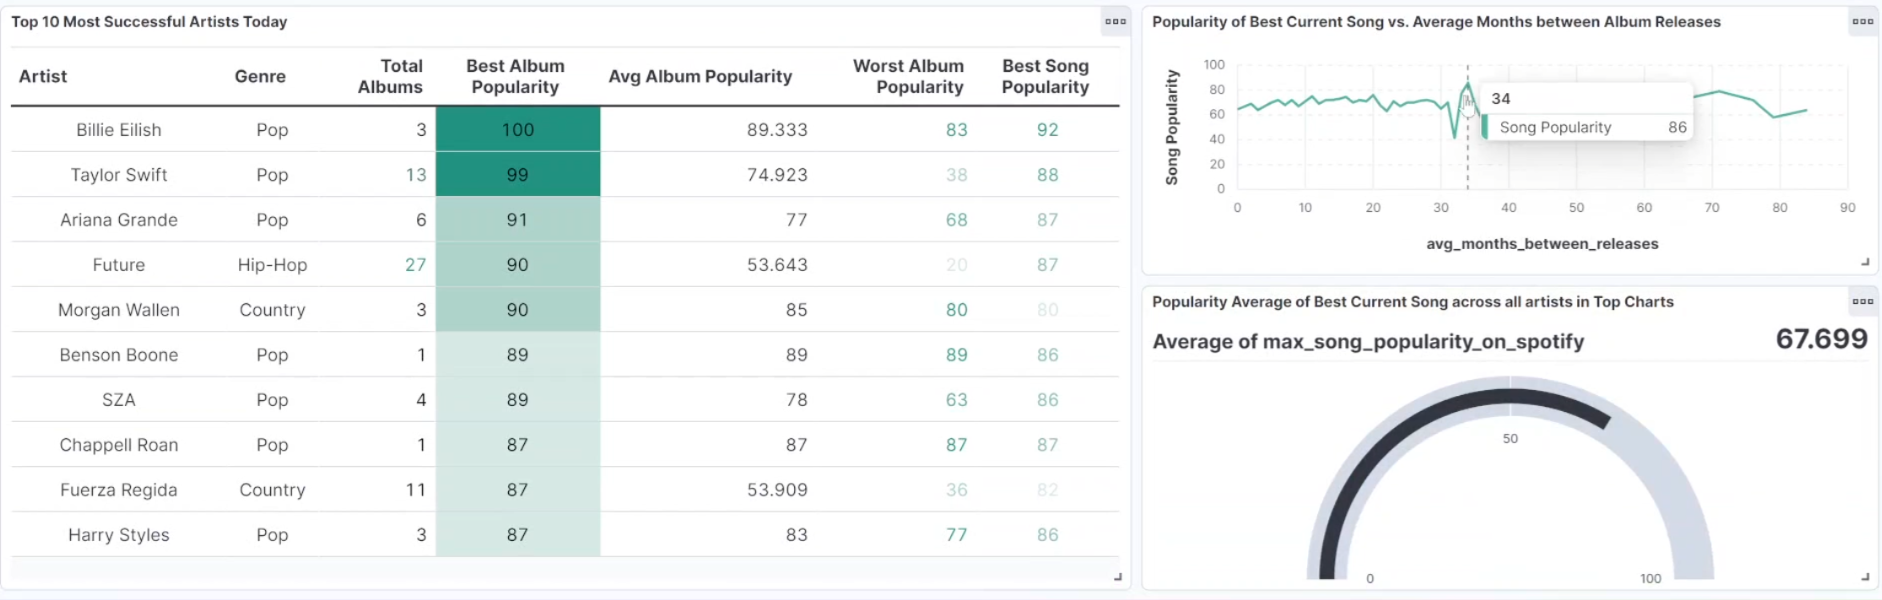 Top 10 Most Successful Artists Today
Artist Genre Total Albums Best Album Popularity Avg Album Popularity Worst Album Popularity Best Song Popularity
Billie Eilish Pop 3 100 89.333 83 92
Taylor Swift Pop 13 99 74.923 38 88
Ariana Grande Pop 6 91 77 68 87
Future Hip-Hop 27 90 53.643 20 87
Morgan Wallen Country 3 90 85 80 80
Benson Boone Pop 1 89 89 89 86
SZA Pop 4 89 78 63 86
Chappell Roan Pop 1 87 87 87 87
Fuerza Regida Country 11 87 53.909 36 82
Harry Styles Pop 3 87 83 77 86
Popularity of Best Current Song vs. Average Months between Album Releases
Song Popularity
100
80
60
40
20
0
34
Song Popularity 86
0 10 20 30 40 50 60 70 80 90
avg_months_between_releases
Popularity Average of Best Current Song across all artists in Top Charts
Average of max_song_popularity_on_spotify 67.699
50
0 100